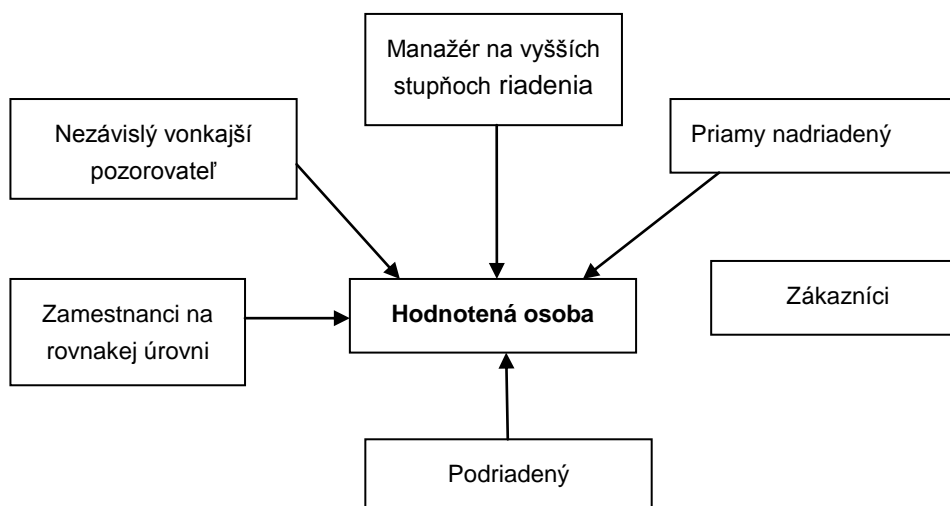 Manažér na vyšších
stupňoch riadenia
Nezávislý vonkajší
pozorovateľ
Priamy nadriadený
Zamestnanci na
rovnakej úrovni
Hodnotená osoba
Zákazníci
Podriadený